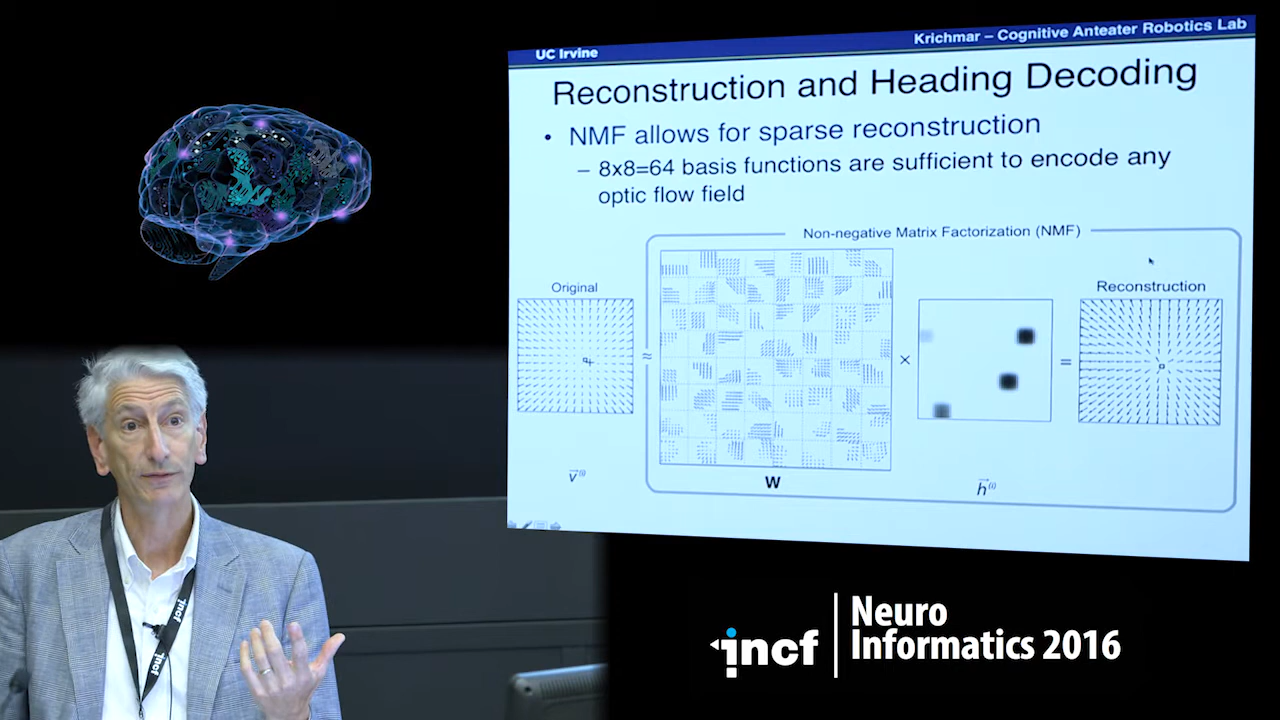 UC Irvine
Krichmar – Cognitive Anteater Robotics Lab
Reconstruction and Heading Decoding
• NMF allows for sparse reconstruction
– 8x8=64 basis functions are sufficient to encode any
optic flow field
Non-negative Matrix Factorization (NMF)
Original
Reconstruction
≈
×
=
v⃗⁽ⁱ⁾
W
h⃗⁽ⁱ⁾
incf
incf
incf
Neuro
Informatics 2016